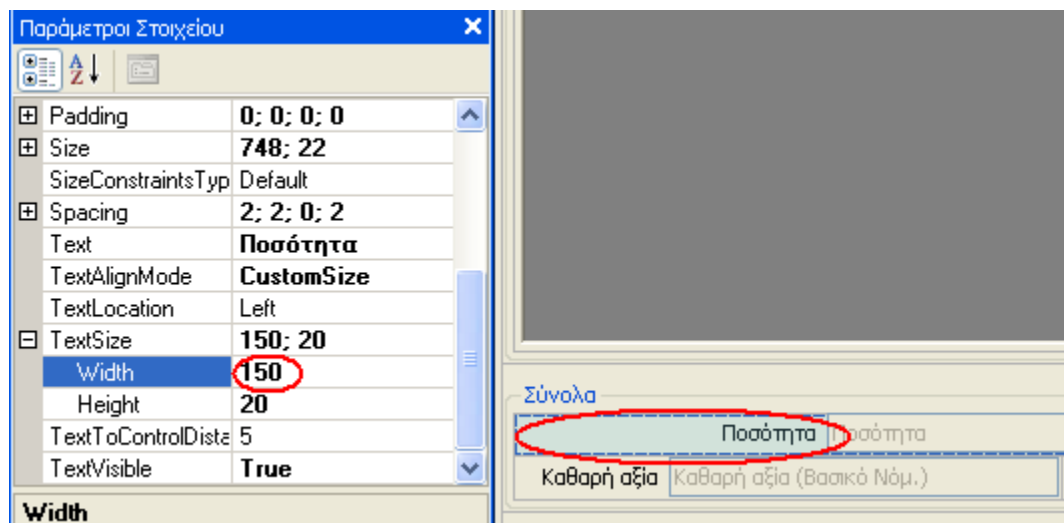 Παράμετροι Στοιχείου
Padding 0; 0; 0; 0
Size 748; 22
SizeConstraintsTyp Default
Spacing 2; 2; 0; 2
Text Ποσότητα
TextAlignMode CustomSize
TextLocation Left
TextSize 150; 20
Width 150
Height 20
TextToControlDista 5
TextVisible True
Width
Σύνολα
Ποσότητα Ποσότητα
Καθαρή αξία Καθαρή αξία (Βασικό Νόμ.)